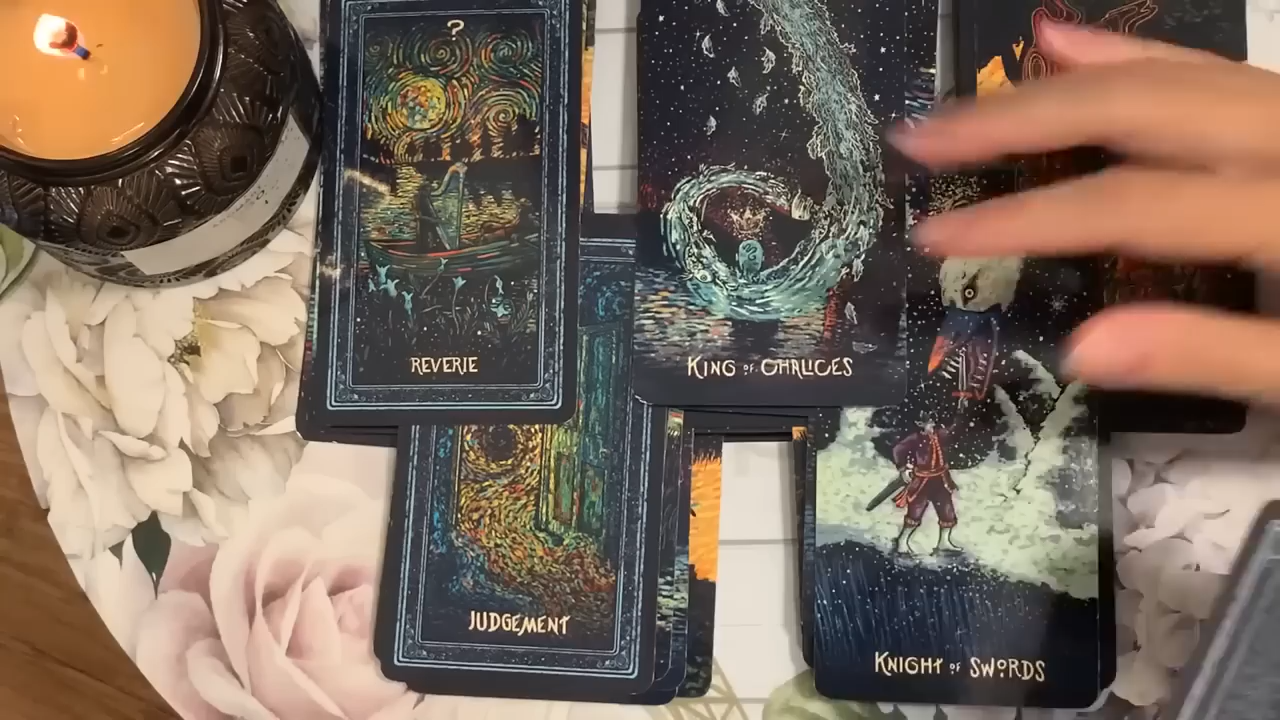 ?
REVERIE
KING OF CHALICES
JUDGEMENT
KNIGHT OF SWORDS